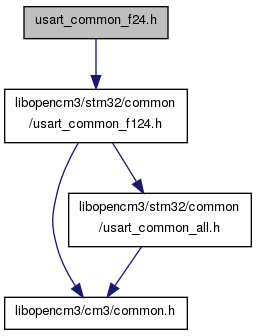 usart_common_f24.h
libopencm3/stm32/common
/usart_common_f124.h
libopencm3/stm32/common
/usart_common_all.h
libopencm3/cm3/common.h